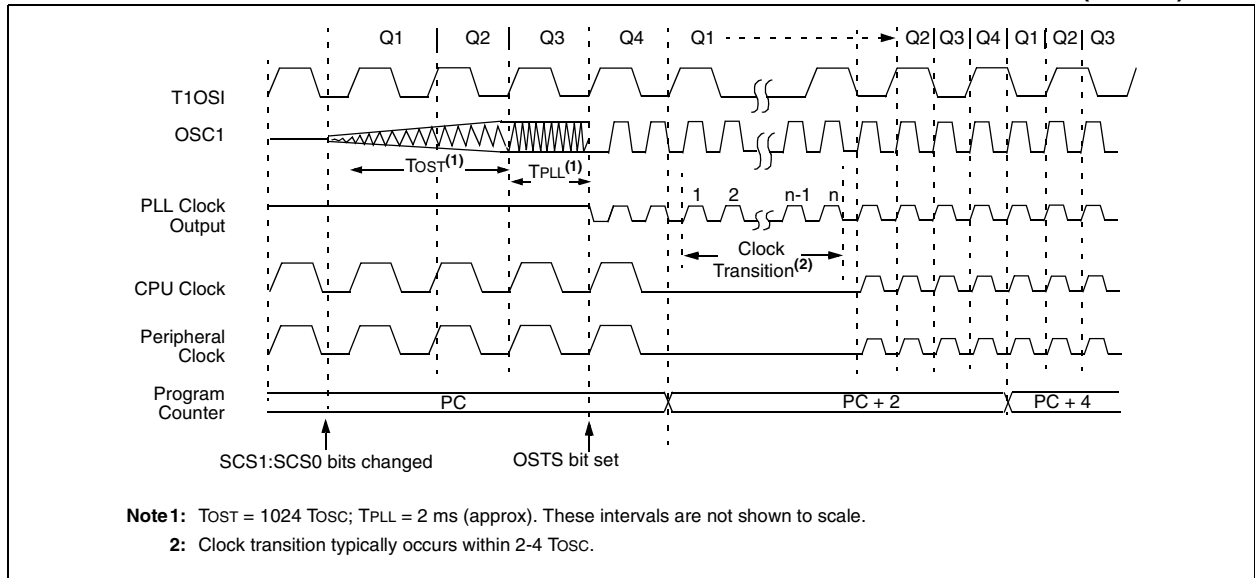 Q1 Q2 Q3 Q4 Q1 Q2 Q3 Q4 Q1 Q2 Q3
T1OSI
OSC1
TOST(1)
TPLL(1)
1 2 n-1 n
PLL Clock
Output
Clock
Transition(2)
CPU Clock
Peripheral
Clock
Program
Counter
PC PC + 2 PC + 4
SCS1:SCS0 bits changed
OSTS bit set
Note 1: TOST = 1024 TOSC; TPLL = 2 ms (approx). These intervals are not shown to scale.
2: Clock transition typically occurs within 2-4 TOSC.